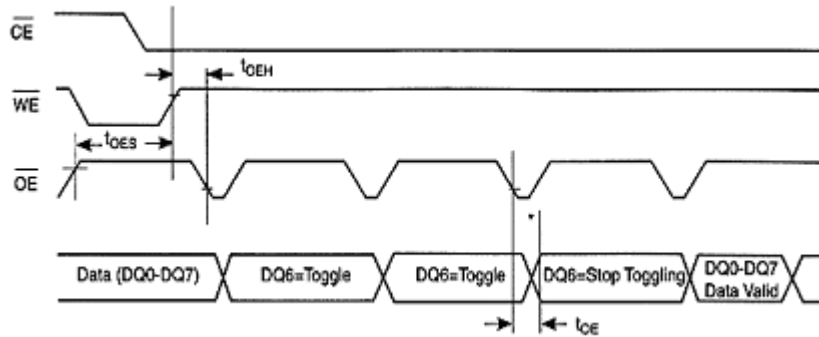 CE
tOEH
WE
tOES
OE
*
Data (DQ0-DQ7) DQ6=Toggle DQ6=Toggle DQ6=Stop Toggling DQ0-DQ7
Data Valid
tOE